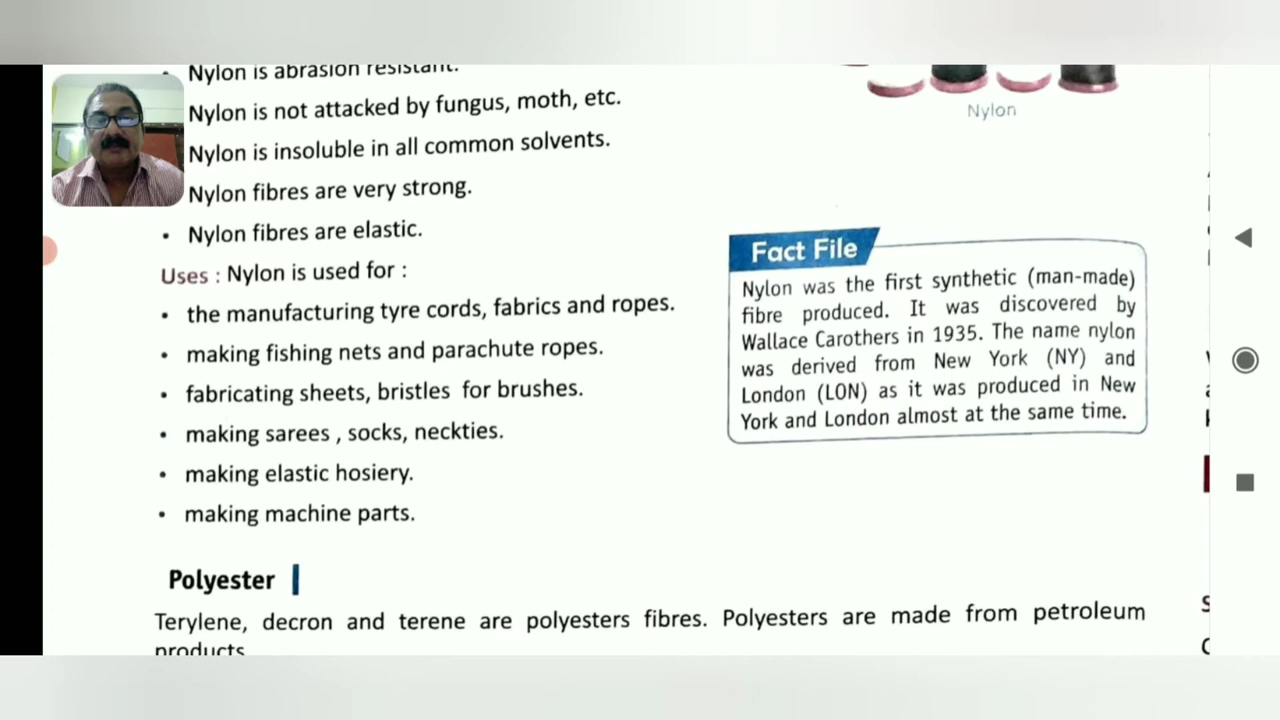 Nylon is abrasion resistant.
• Nylon is not attacked by fungus, moth, etc.
Nylon is insoluble in all common solvents.
Nylon fibres are very strong.
• Nylon fibres are elastic.
Uses : Nylon is used for :
• the manufacturing tyre cords, fabrics and ropes.
• making fishing nets and parachute ropes.
• fabricating sheets, bristles for brushes.
• making sarees , socks, neckties.
• making elastic hosiery.
• making machine parts.
Nylon
Fact File
Nylon was the first synthetic (man-made)
fibre produced. It was discovered by
Wallace Carothers in 1935. The name nylon
was derived from New York (NY) and
London (LON) as it was produced in New
York and London almost at the same time.
Polyester
Terylene, decron and terene are polyesters fibres. Polyesters are made from petroleum
products